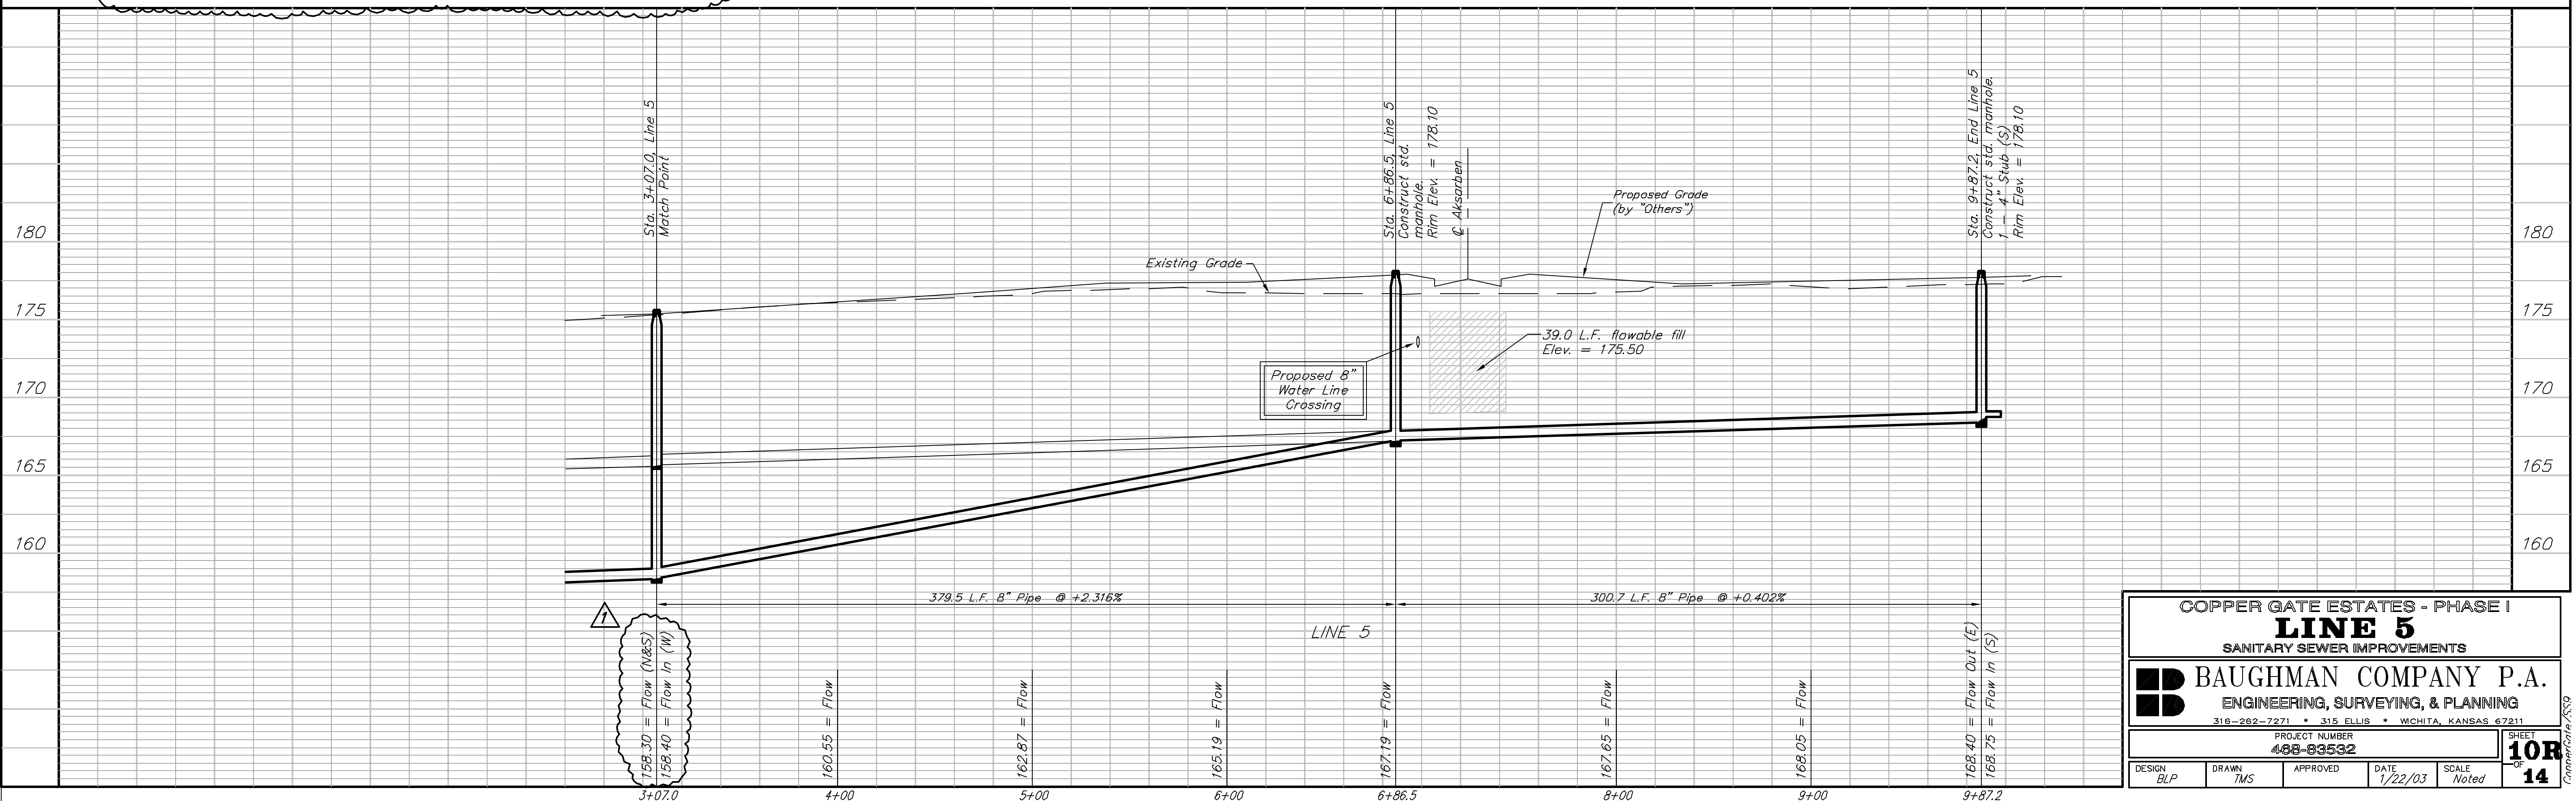 Sta. 3+07.0, Line 5
Match Point
Sta. 6+86.5, Line 5
Construct std.
manhole.
Rim Elev. = 178.10
℄ Aksarben
Sta. 9+87.2, End Line 5
Construct std. manhole.
1 - 4" Stub (S)
Rim Elev. = 178.10
Proposed Grade
(by "Others")
Existing Grade
180
175
170
165
160
180
175
170
165
160
39.0 L.F. flowable fill
Elev. = 175.50
Proposed 8"
Water Line
Crossing
379.5 L.F. 8" Pipe @ +2.316%
300.7 L.F. 8" Pipe @ +0.402%
1
LINE 5
158.30 = Flow (N&S)
158.40 = Flow In (W)
160.55 = Flow
162.87 = Flow
165.19 = Flow
167.19 = Flow
167.65 = Flow
168.05 = Flow
168.40 = Flow Out (E)
168.75 = Flow In (S)
3+07.0
4+00
5+00
6+00
6+86.5
8+00
9+00
9+87.2
COPPER GATE ESTATES - PHASE I
LINE 5
SANITARY SEWER IMPROVEMENTS
BAUGHMAN COMPANY P.A.
ENGINEERING, SURVEYING, & PLANNING
316-262-7271 * 315 ELLIS * WICHITA, KANSAS 67211
PROJECT NUMBER
468-83532
SHEET
10R
OF
14
DESIGN
BLP
DRAWN
TMS
APPROVED
DATE
1/22/03
SCALE
Noted
CopperGate/SS9